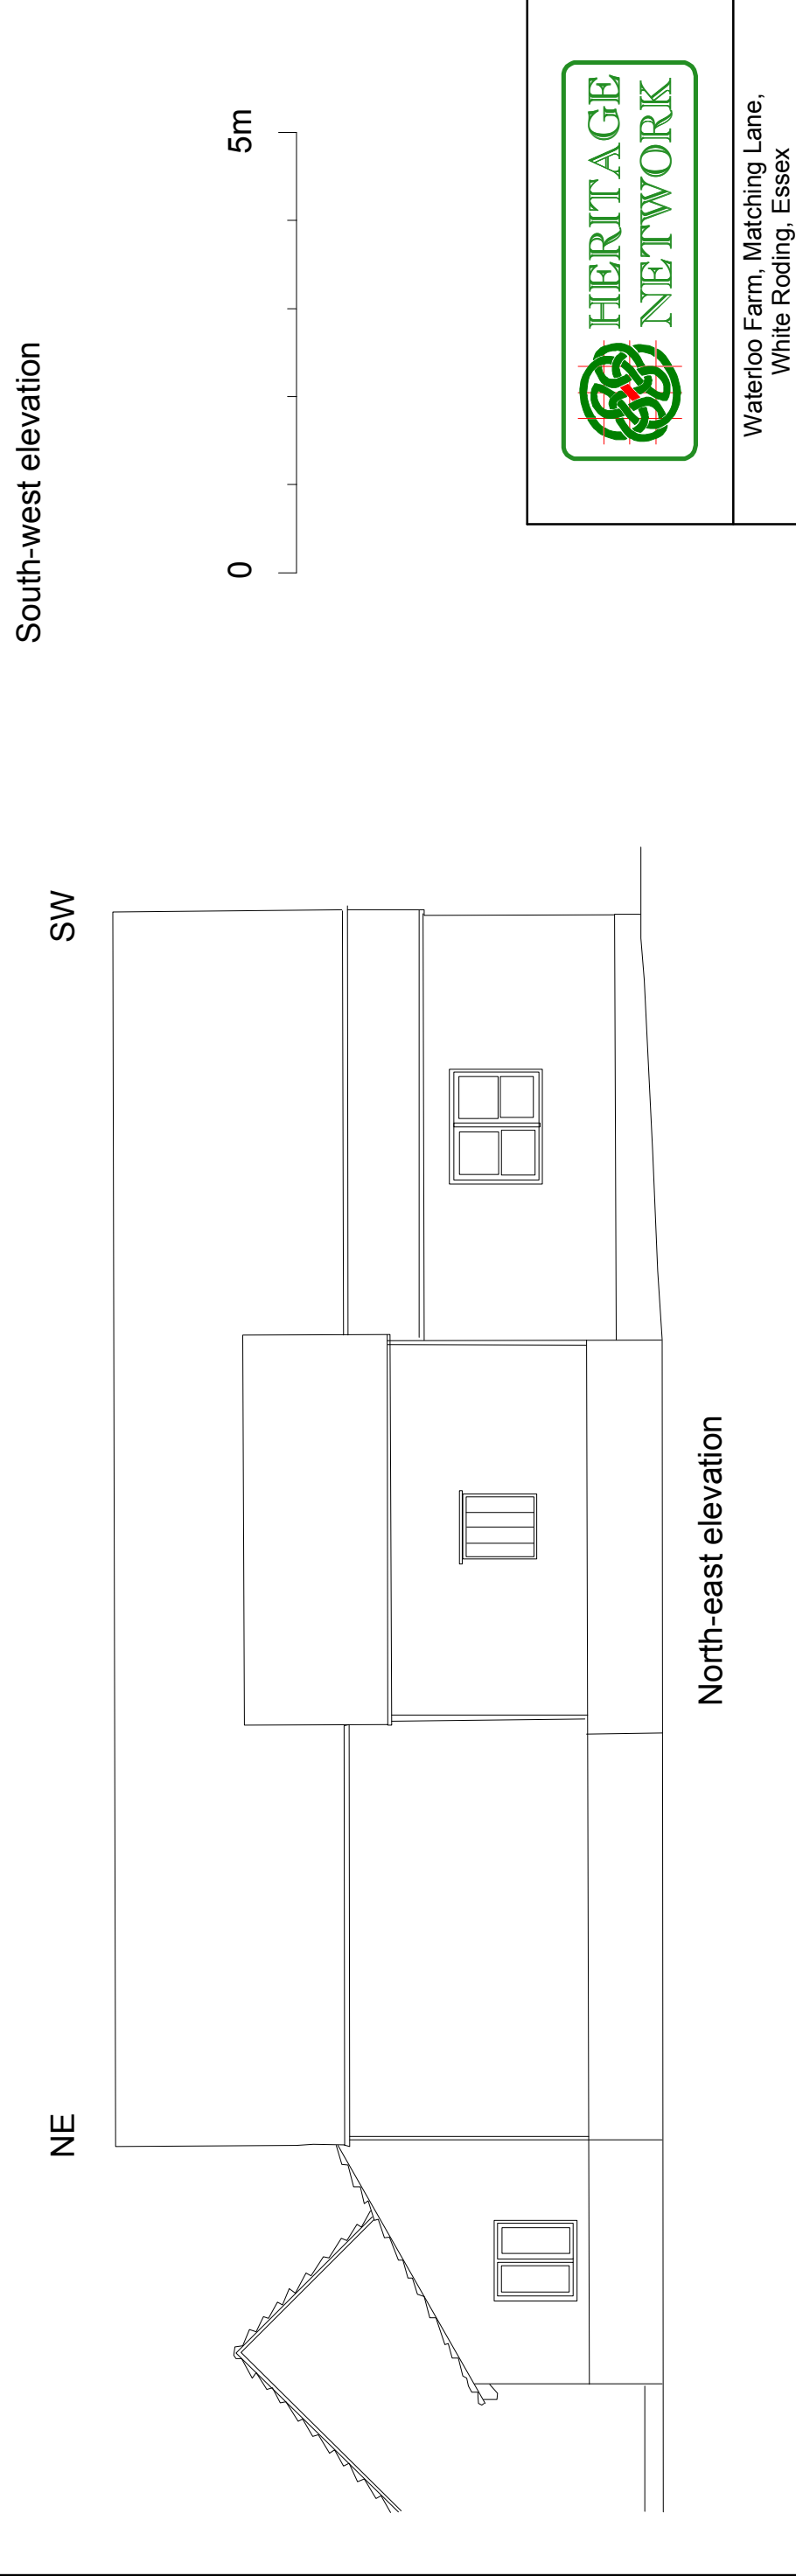 South-west elevation
0
5m
NE
SW
North-east elevation
HERITAGE
NETWORK
Waterloo Farm, Matching Lane,
White Roding, Essex